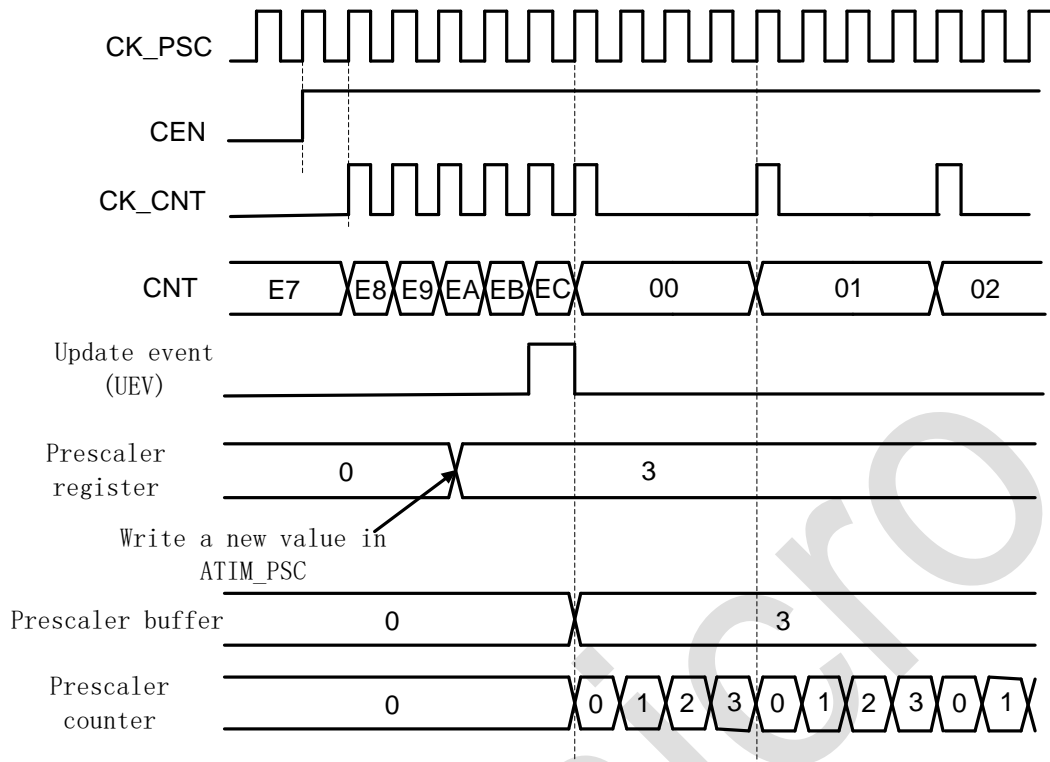 CK_PSC
CEN
CK_CNT
CNT E7 E8 E9 EA EB EC 00 01 02
Update event
(UEV)
Prescaler
register
0 3
Write a new value in
ATIM_PSC
Prescaler buffer 0 3
Prescaler
counter
0 0 1 2 3 0 1 2 3 0 1